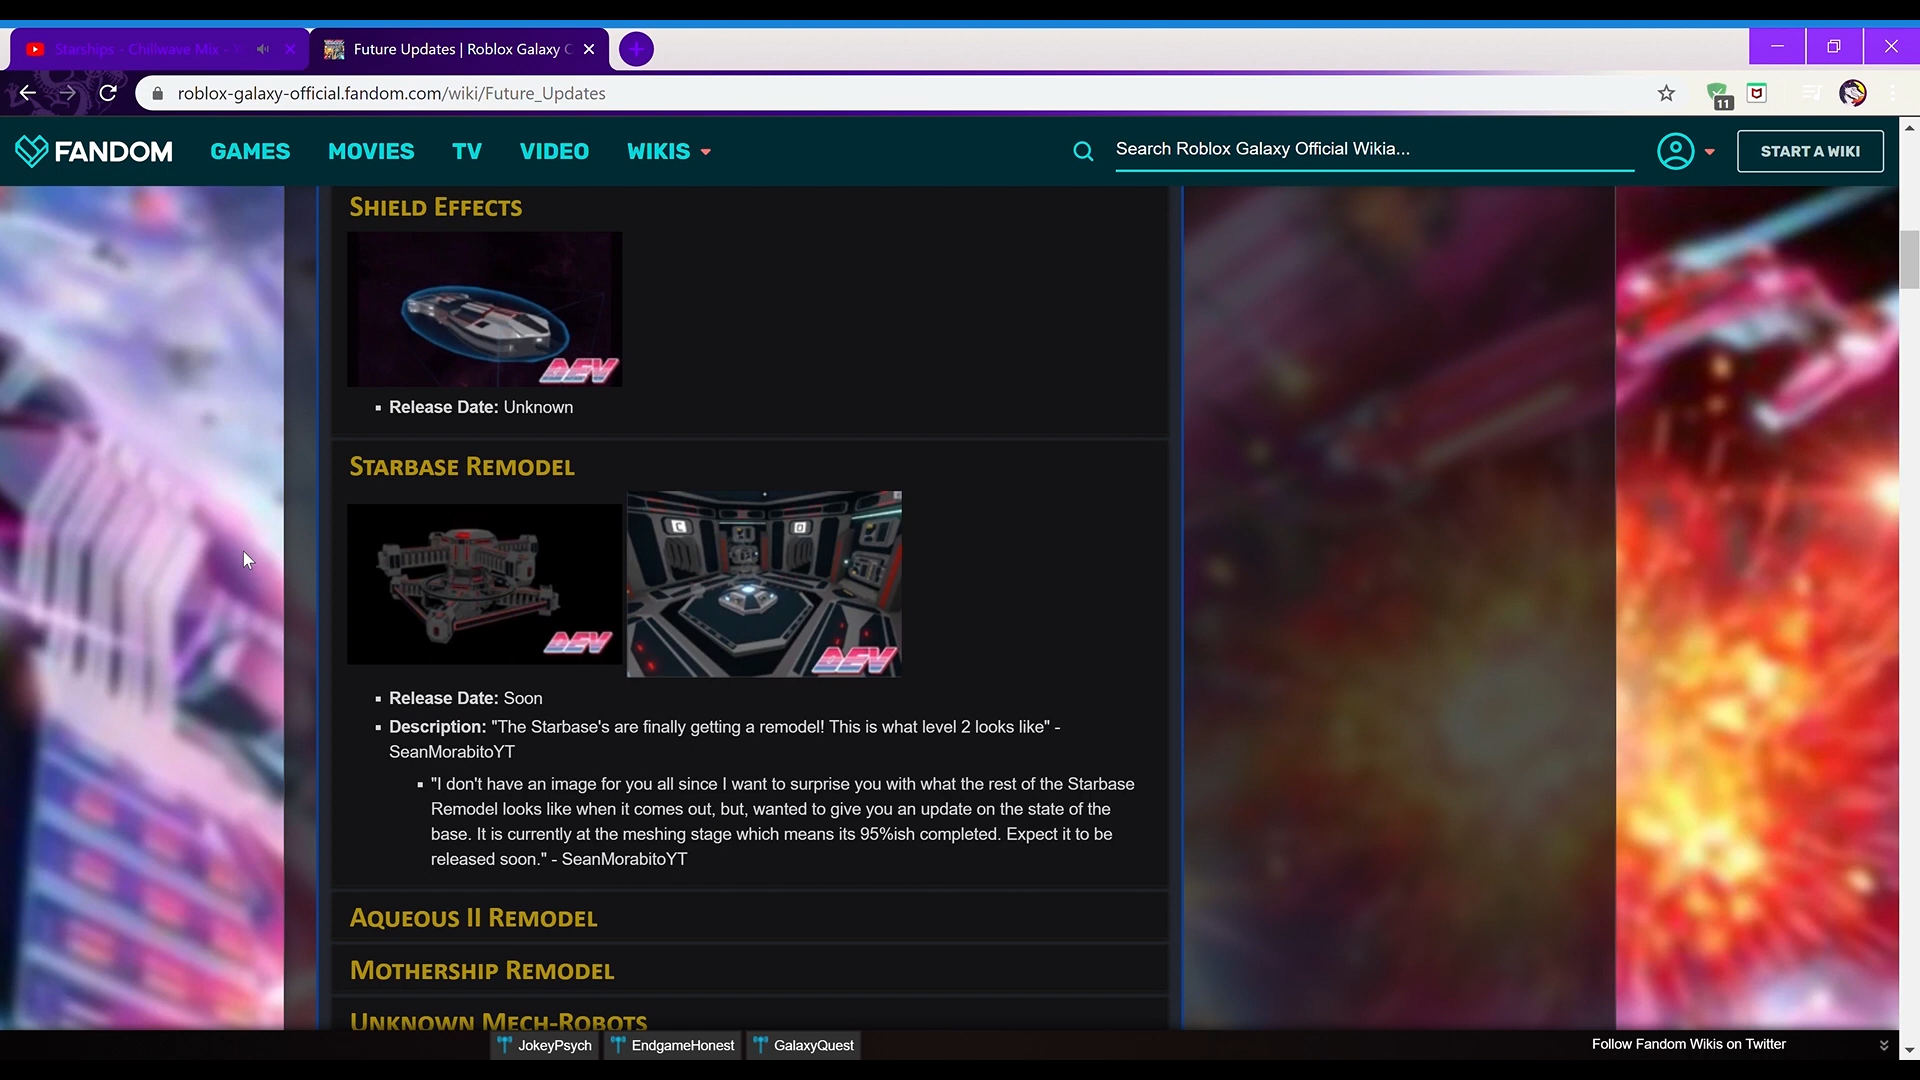 Starships - Chillwave Mix - Y
Future Updates | Roblox Galaxy O
roblox-galaxy-official.fandom.com/wiki/Future_Updates
11
FANDOM GAMES MOVIES TV VIDEO WIKIS
Search Roblox Galaxy Official Wikia...
START A WIKI
SHIELD EFFECTS
DEV
Release Date: Unknown
STARBASE REMODEL
DEV
DEV
Release Date: Soon
Description: "The Starbase's are finally getting a remodel! This is what level 2 looks like" -
SeanMorabitoYT
"I don't have an image for you all since I want to surprise you with what the rest of the Starbase
Remodel looks like when it comes out, but, wanted to give you an update on the state of the
base. It is currently at the meshing stage which means its 95%ish completed. Expect it to be
released soon." - SeanMorabitoYT
AQUEOUS II REMODEL
MOTHERSHIP REMODEL
UNKNOWN MECH-ROBOTS
JokeyPsych EndgameHonest GalaxyQuest
Follow Fandom Wikis on Twitter